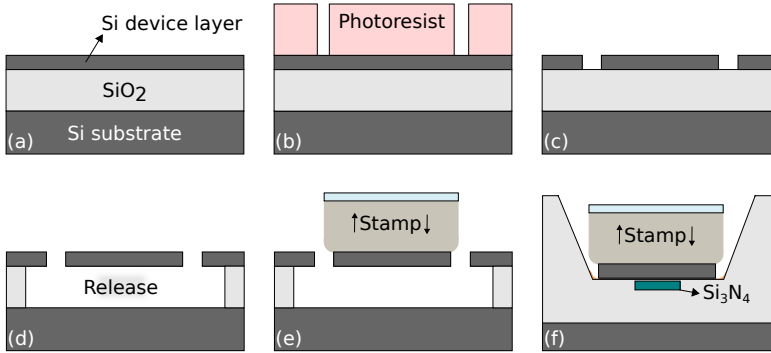 Si device layer
SiO2
Si substrate
(a)
Photoresist
(b)
(c)
Release
(d)
↑Stamp↓
(e)
↑Stamp↓
Si3N4
(f)